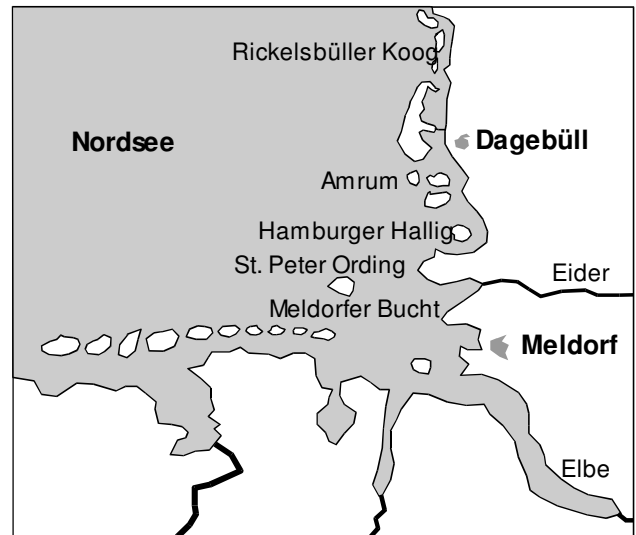 Rickelsbüller Koog
Nordsee
Dagebüll
Amrum
Hamburger Hallig
St. Peter Ording
Eider
Meldorfer Bucht
Meldorf
Elbe